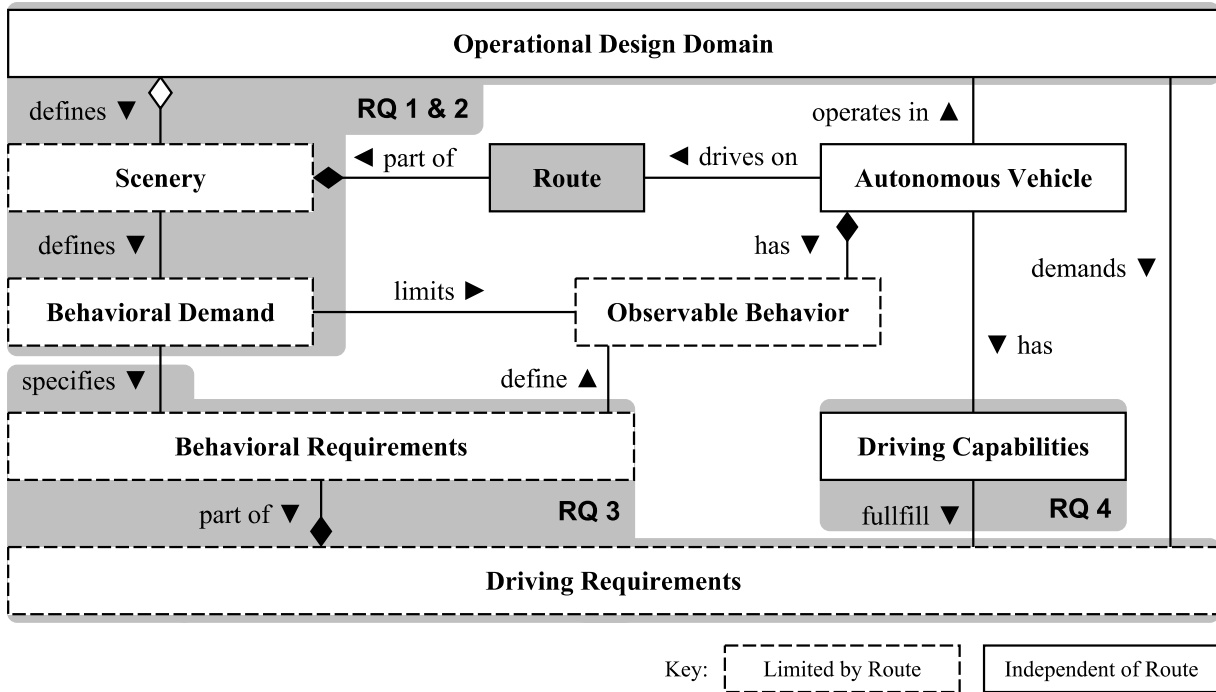 Operational Design Domain
defines ▼
RQ 1 & 2
operates in ▲
Scenery
◄ part of
Route
◄ drives on
Autonomous Vehicle
defines ▼
has ▼
demands ▼
Behavioral Demand
limits ►
Observable Behavior
▼ has
specifies ▼
define ▲
Behavioral Requirements
Driving Capabilities
part of ▼
RQ 3
fullfill ▼
RQ 4
Driving Requirements
Key:
Limited by Route
Independent of Route